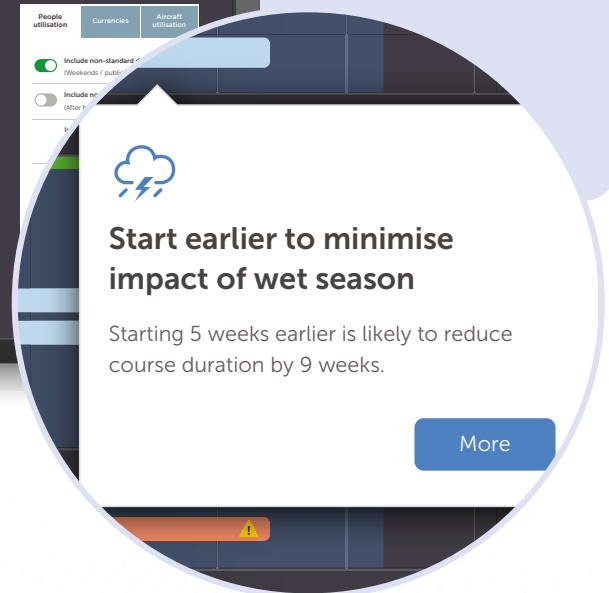 People
utilisation
Currencies
Aircraft
utilisation
Include non-standard
(Weekends / public
Include
(After
Start earlier to minimise
impact of wet season
Starting 5 weeks earlier is likely to reduce
course duration by 9 weeks.
More